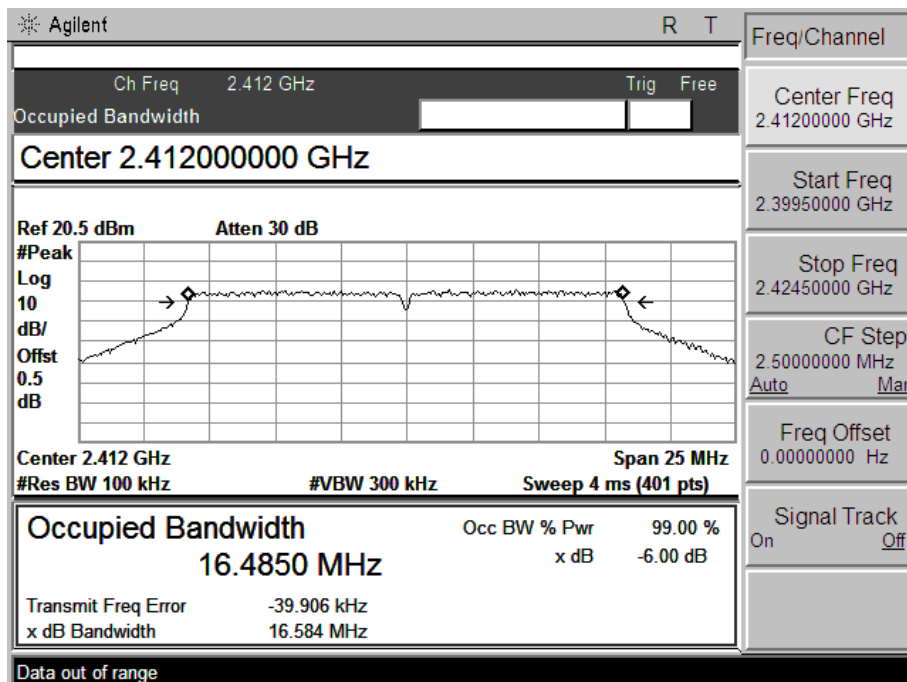 Agilent R T
Ch Freq 2.412 GHz Trig Free
Occupied Bandwidth
Center 2.412000000 GHz
Ref 20.5 dBm Atten 30 dB
#Peak
Log
10
dB/
Offst
0.5
dB
Center 2.412 GHz Span 25 MHz
#Res BW 100 kHz #VBW 300 kHz Sweep 4 ms (401 pts)
Occupied Bandwidth Occ BW % Pwr 99.00 %
16.4850 MHz x dB -6.00 dB
Transmit Freq Error -39.906 kHz
x dB Bandwidth 16.584 MHz
Data out of range
Freq/Channel
Center Freq
2.41200000 GHz
Start Freq
2.39950000 GHz
Stop Freq
2.42450000 GHz
CF Step
2.50000000 MHz
Auto Mar
Freq Offset
0.00000000 Hz
Signal Track
On Off